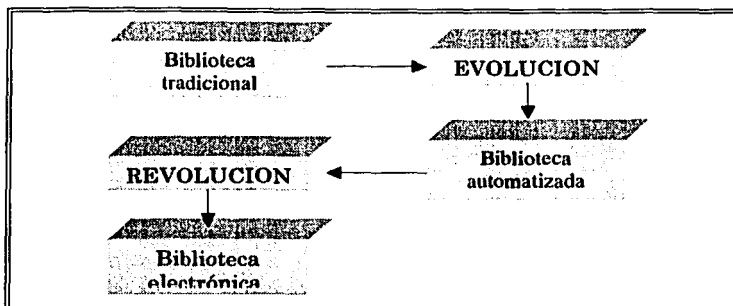 Biblioteca
tradicional
EVOLUCION
Biblioteca
automatizada
REVOLUCION
Biblioteca
electrónica